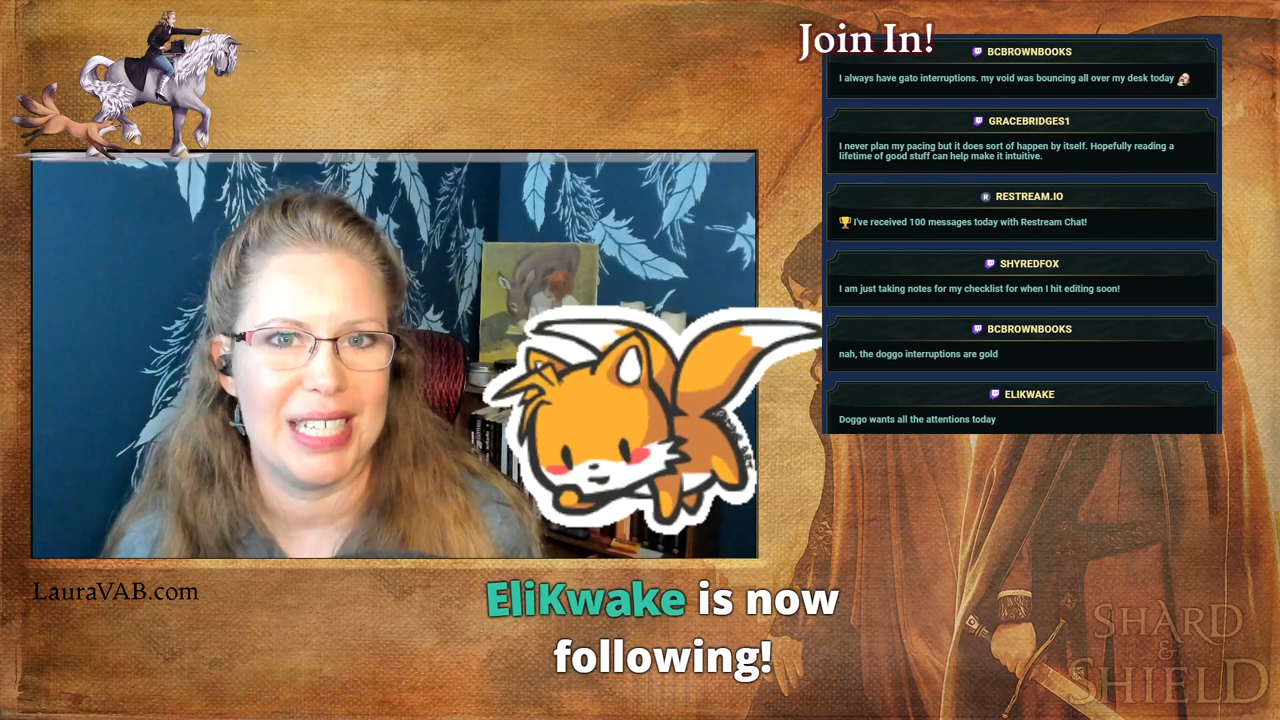 Join In!
BCBROWNBOOKS
I always have gato interruptions. my void was bouncing all over my desk today
GRACEBRIDGES1
I never plan my pacing but it does sort of happen by itself. Hopefully reading a
lifetime of good stuff can help make it intuitive.
RESTREAM.IO
I've received 100 messages today with Restream Chat!
SHYREDFOX
I am just taking notes for my checklist for when I hit editing soon!
BCBROWNBOOKS
nah, the doggo interruptions are gold
ELIKWAKE
Doggo wants all the attentions today
LauraVAB.com
EliKwake is now
following!
SHARD
&
SHIELD